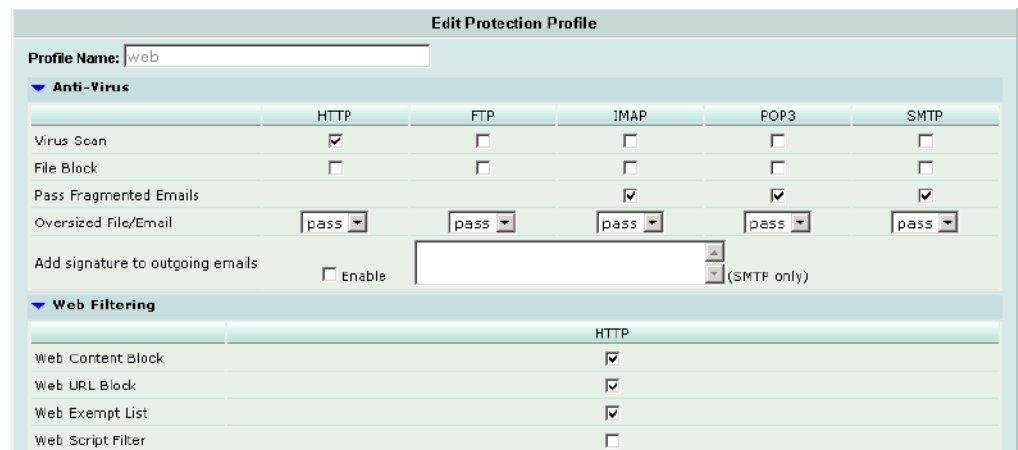 Edit Protection Profile
Profile Name: web
Anti-Virus
HTTP FTP IMAP POP3 SMTP
Virus Scan
File Block
Pass Fragmented Emails
Oversized File/Email pass pass pass pass pass
Add signature to outgoing emails Enable (SMTP only)
Web Filtering
HTTP
Web Content Block
Web URL Block
Web Exempt List
Web Script Filter